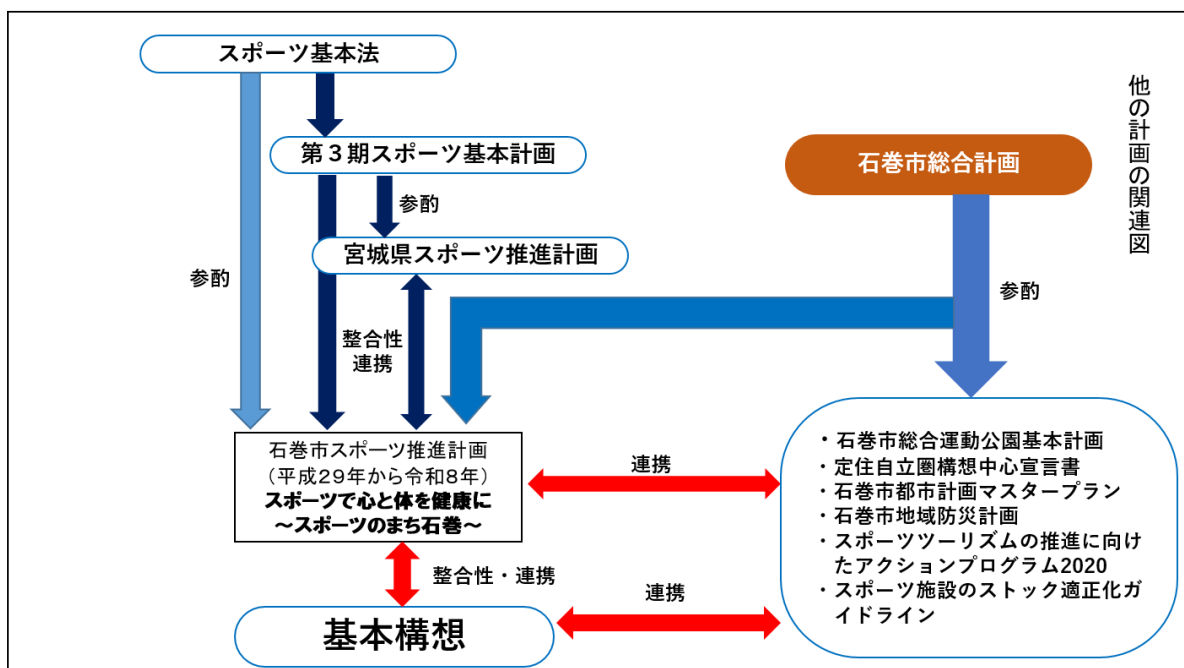 スポーツ基本法
他の計画の関連図
第3期スポーツ基本計画
石巻市総合計画
参酌
宮城県スポーツ推進計画
参酌
参酌
整合性
連携
石巻市スポーツ推進計画
(平成29年から令和8年)
スポーツで心と体を健康に
～スポーツのまち石巻～
連携
・石巻市総合運動公園基本計画
・定住自立圏構想中心宣言書
・石巻市都市計画マスタープラン
・石巻市地域防災計画
・スポーツツーリズムの推進に向け
たアクションプログラム2020
・スポーツ施設のストック適正化ガ
イドライン
整合性・連携
連携
基本構想